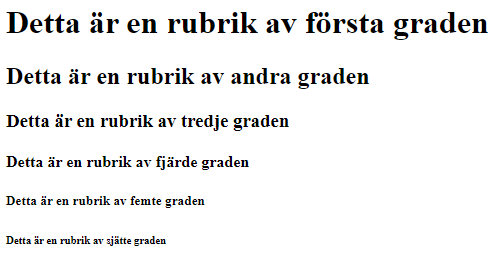 Detta är en rubrik av första graden
Detta är en rubrik av andra graden
Detta är en rubrik av tredje graden
Detta är en rubrik av fjärde graden
Detta är en rubrik av femte graden
Detta är en rubrik av sjätte graden